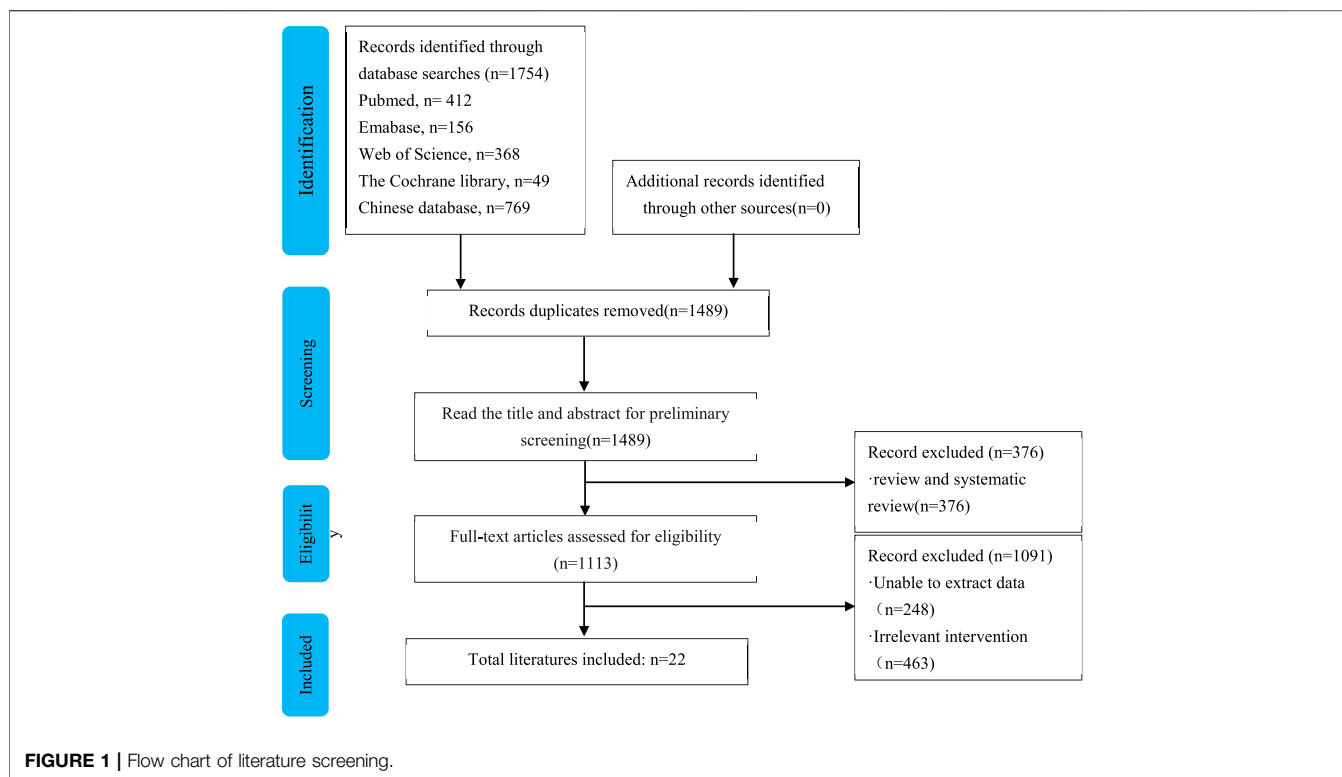 Identification
Records identified through
database searches (n=1754)
Pubmed, n= 412
Emabase, n=156
Web of Science, n=368
The Cochrane library, n=49
Chinese database, n=769
Additional records identified
through other sources(n=0)
Screening
Records duplicates removed(n=1489)
Read the title and abstract for preliminary
screening(n=1489)
Record excluded (n=376)
·review and systematic
review(n=376)
Eligibilit
y
Full-text articles assessed for eligibility
(n=1113)
Record excluded (n=1091)
·Unable to extract data
（n=248)
·Irrelevant intervention
（n=463)
Included
Total literatures included: n=22
FIGURE 1 | Flow chart of literature screening.